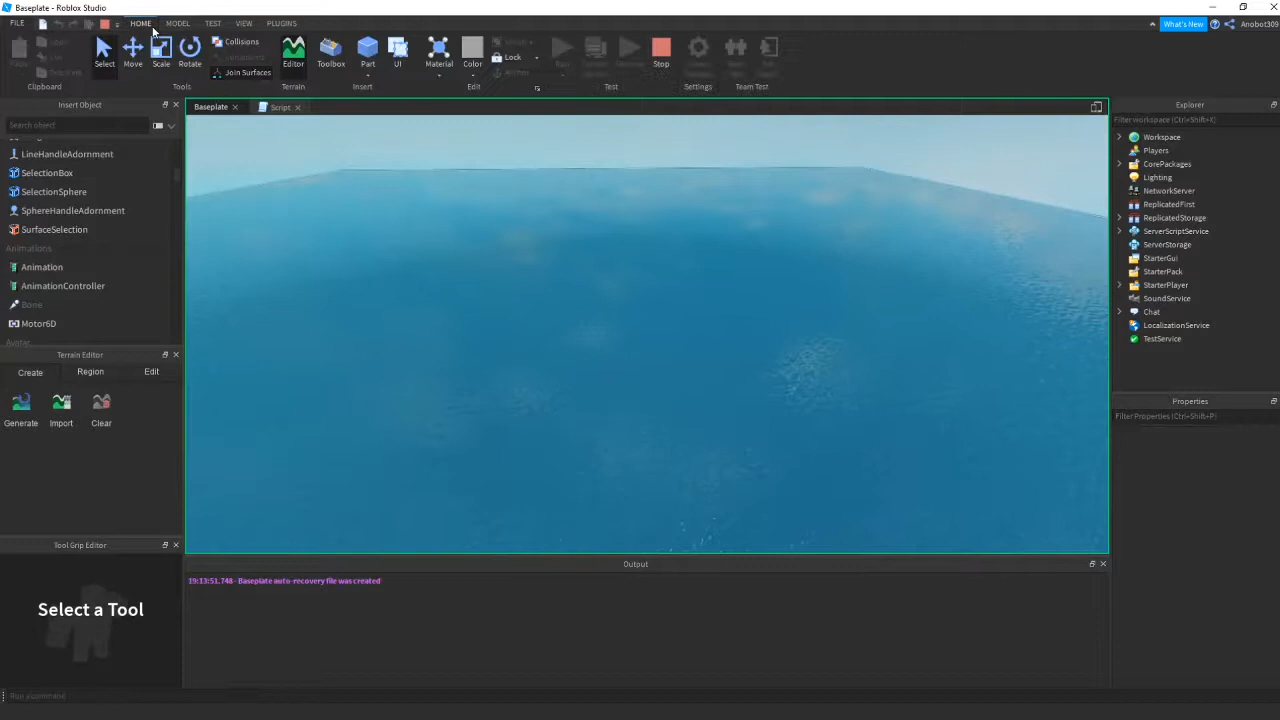 Baseplate - Roblox Studio
FILE HOME MODEL TEST VIEW PLUGINS What's New Anobot309
Collisions
Join Surfaces
Select Move Scale Rotate Editor Toolbox Part UI Material Color Lock Stop
Clipboard Tools Terrain Insert Edit Test Settings Team Test
Insert Object
Search object
LineHandleAdornment
SelectionBox
SelectionSphere
SphereHandleAdornment
SurfaceSelection
Animations
Animation
AnimationController
Bone
Motor6D
Avatar
Terrain Editor
Create Region Edit
Generate Import Clear
Tool Grip Editor
Select a Tool
Baseplate Script
Output
19:13:51.748 - Baseplate auto-recovery file was created
Run a command
Explorer
Filter workspace (Ctrl+Shift+X)
Workspace
Players
CorePackages
Lighting
NetworkServer
ReplicatedFirst
ReplicatedStorage
ServerScriptService
ServerStorage
StarterGui
StarterPack
StarterPlayer
SoundService
Chat
LocalizationService
TestService
Properties
Filter Properties (Ctrl+Shift+P)